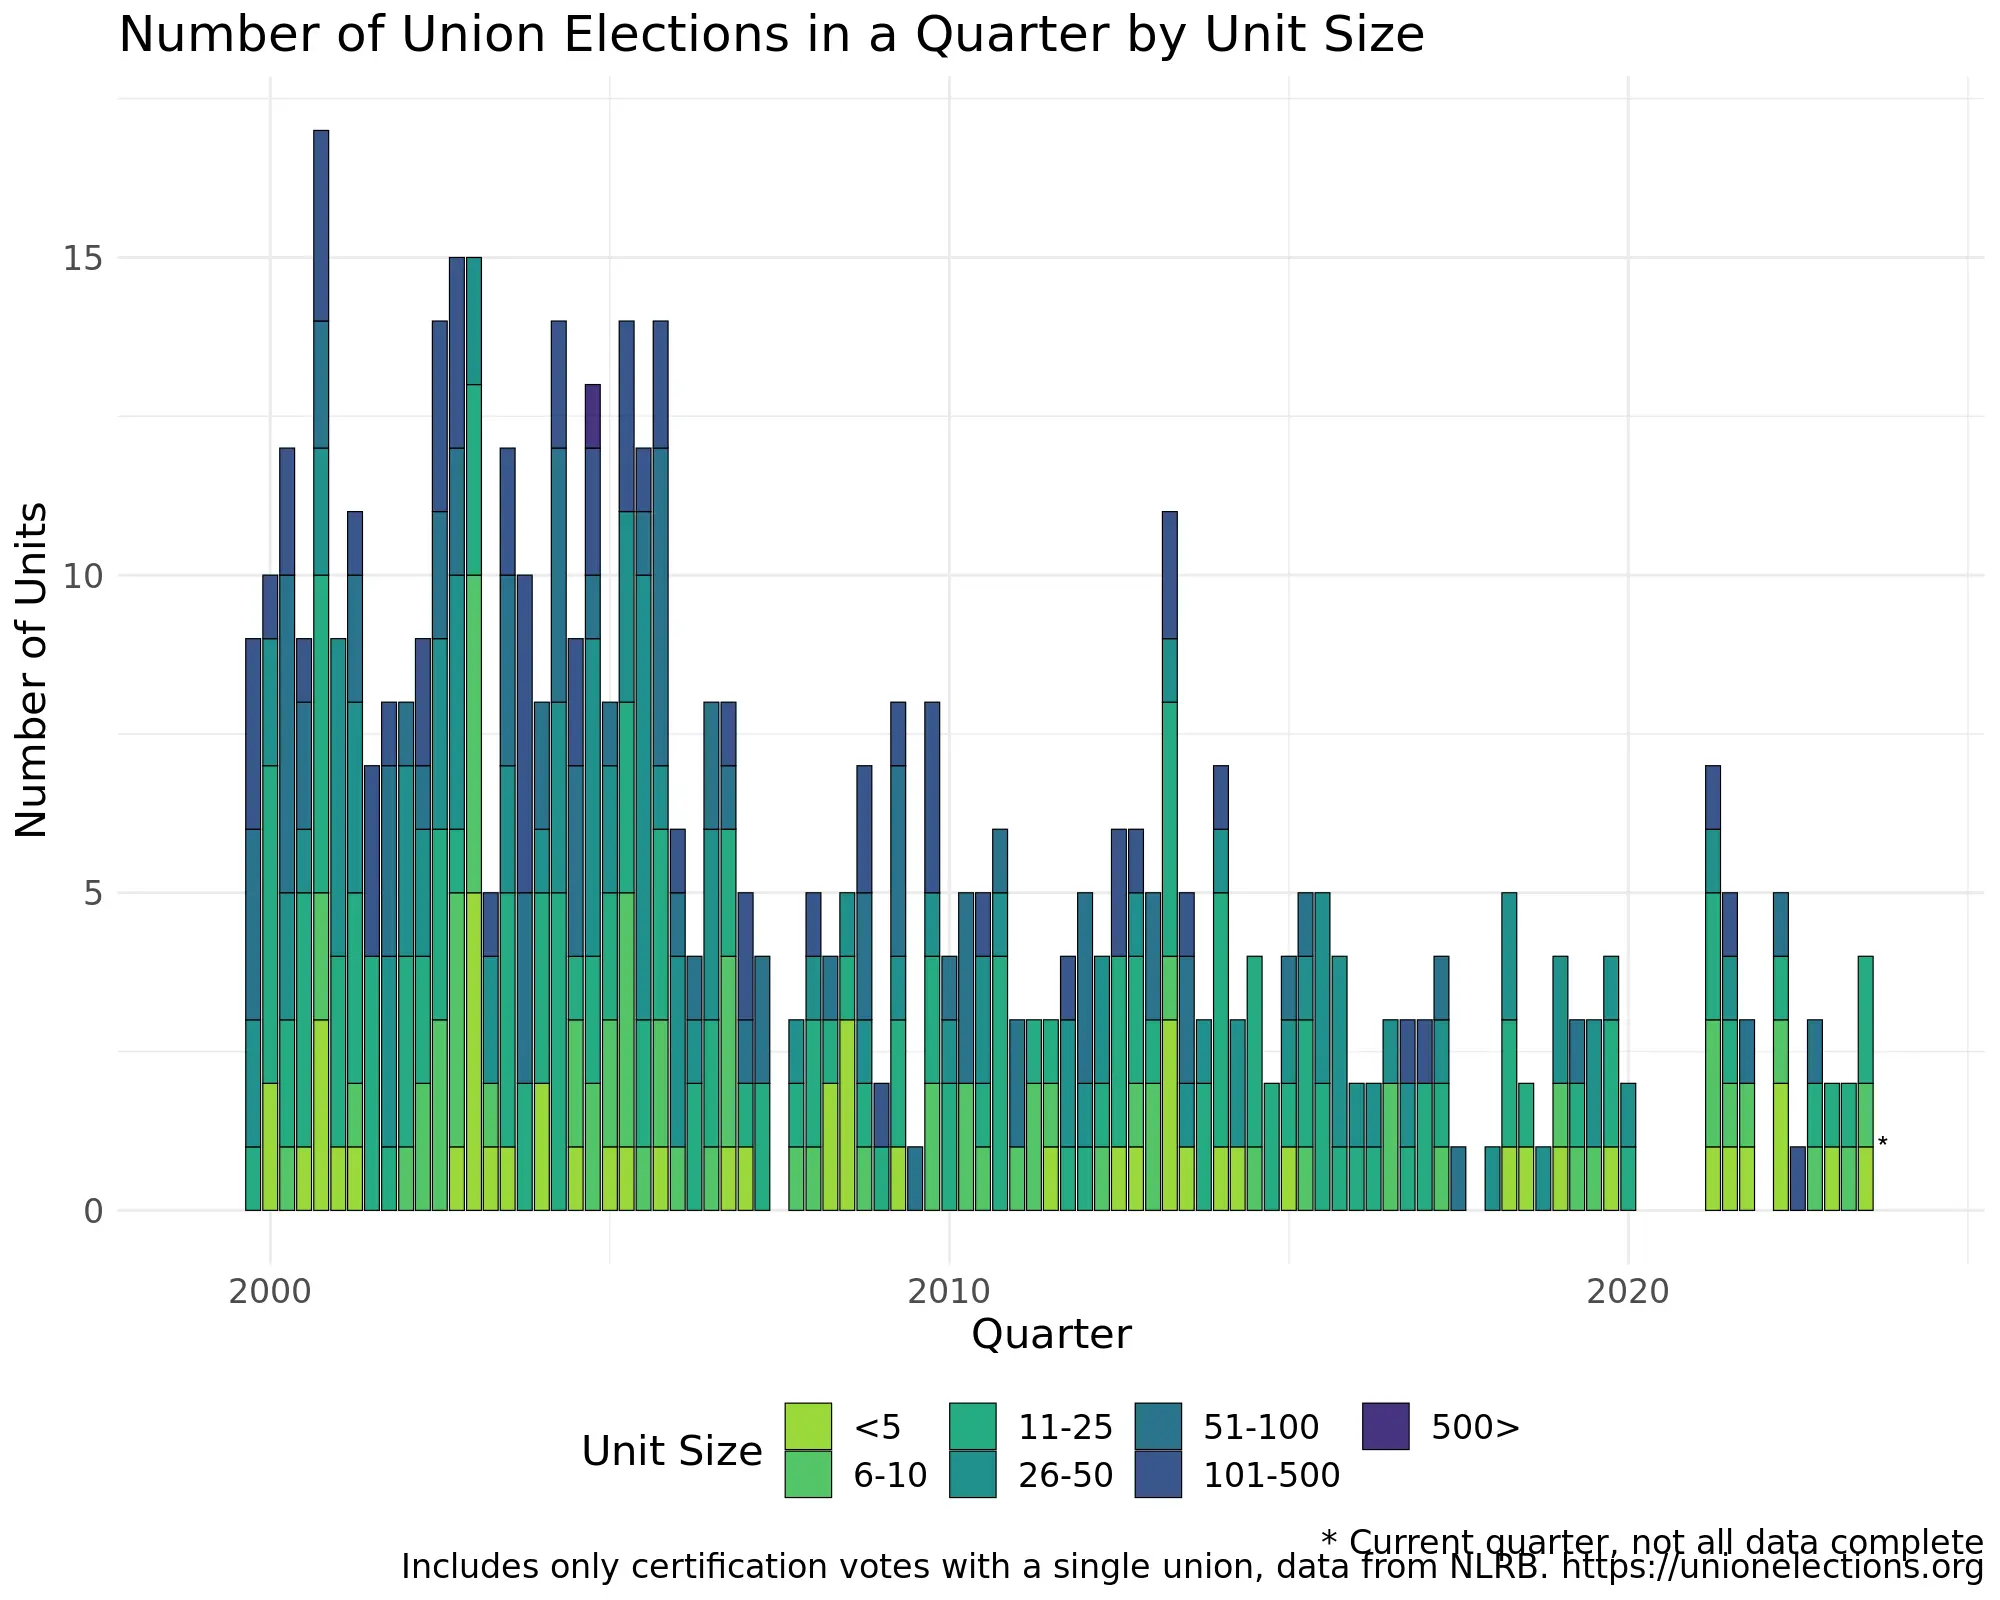 Number of Union Elections in a Quarter by Unit Size
Number of Units
15
10
5
0
*
2000 2010 2020
Quarter
Unit Size
<5 11-25 51-100 500>
6-10 26-50 101-500
* Current quarter, not all data complete
Includes only certification votes with a single union, data from NLRB. https://unionelections.org